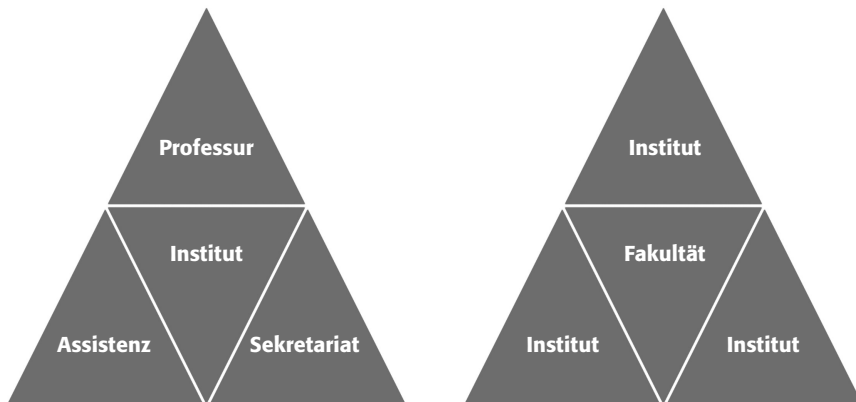 Professur
Institut
Assistenz
Sekretariat
Institut
Fakultät
Institut
Institut